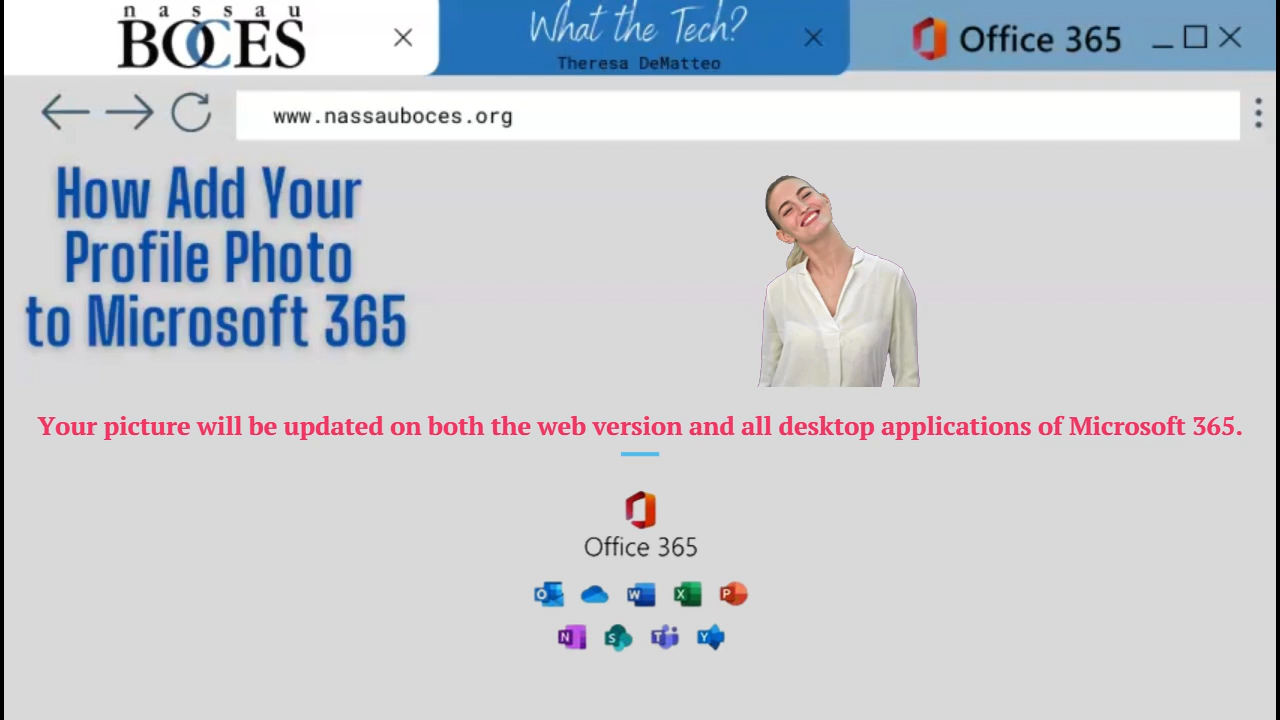 nassau
BOCES
What the Tech?
Theresa DeMatteo
Office 365
www.nassauboces.org
How Add Your
Profile Photo
to Microsoft 365
Your picture will be updated on both the web version and all desktop applications of Microsoft 365.
Office 365
O
W
X
P
N
S
T
Y